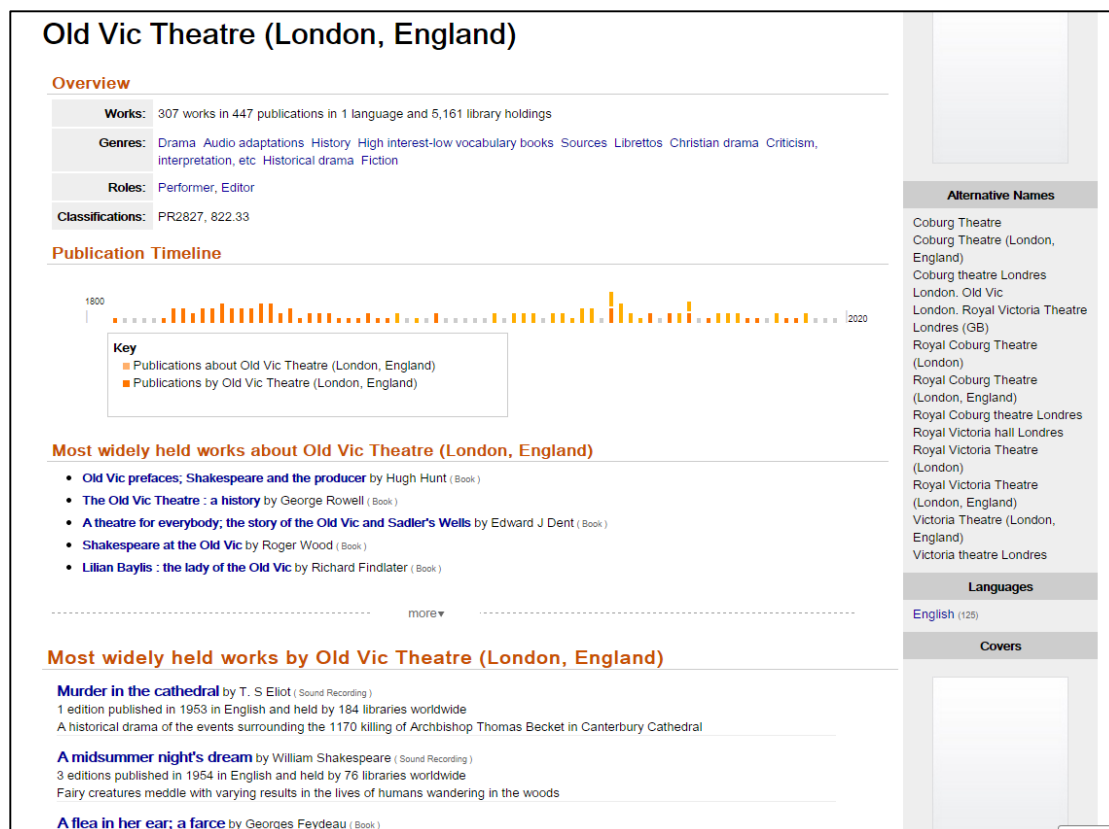 Old Vic Theatre (London, England)
Overview
Works: 307 works in 447 publications in 1 language and 5,161 library holdings
Genres: Drama Audio adaptations History High interest-low vocabulary books Sources Librettos Christian drama Criticism,
interpretation, etc Historical drama Fiction
Roles: Performer, Editor
Classifications: PR2827, 822.33
Publication Timeline
1800
2020
Key
Publications about Old Vic Theatre (London, England)
Publications by Old Vic Theatre (London, England)
Most widely held works about Old Vic Theatre (London, England)
• Old Vic prefaces; Shakespeare and the producer by Hugh Hunt ( Book )
• The Old Vic Theatre : a history by George Rowell ( Book )
• A theatre for everybody; the story of the Old Vic and Sadler's Wells by Edward J Dent ( Book )
• Shakespeare at the Old Vic by Roger Wood ( Book )
• Lilian Baylis : the lady of the Old Vic by Richard Findlater ( Book )
more▾
Most widely held works by Old Vic Theatre (London, England)
Murder in the cathedral by T. S Eliot ( Sound Recording )
1 edition published in 1953 in English and held by 184 libraries worldwide
A historical drama of the events surrounding the 1170 killing of Archbishop Thomas Becket in Canterbury Cathedral
A midsummer night's dream by William Shakespeare ( Sound Recording )
3 editions published in 1954 in English and held by 76 libraries worldwide
Fairy creatures meddle with varying results in the lives of humans wandering in the woods
A flea in her ear; a farce by Georges Feydeau ( Book )
Alternative Names
Coburg Theatre
Coburg Theatre (London,
England)
Coburg theatre Londres
London. Old Vic
London. Royal Victoria Theatre
Londres (GB)
Royal Coburg Theatre
(London)
Royal Coburg Theatre
(London, England)
Royal Coburg theatre Londres
Royal Victoria hall Londres
Royal Victoria Theatre
(London)
Royal Victoria Theatre
(London, England)
Victoria Theatre (London,
England)
Victoria theatre Londres
Languages
English (125)
Covers